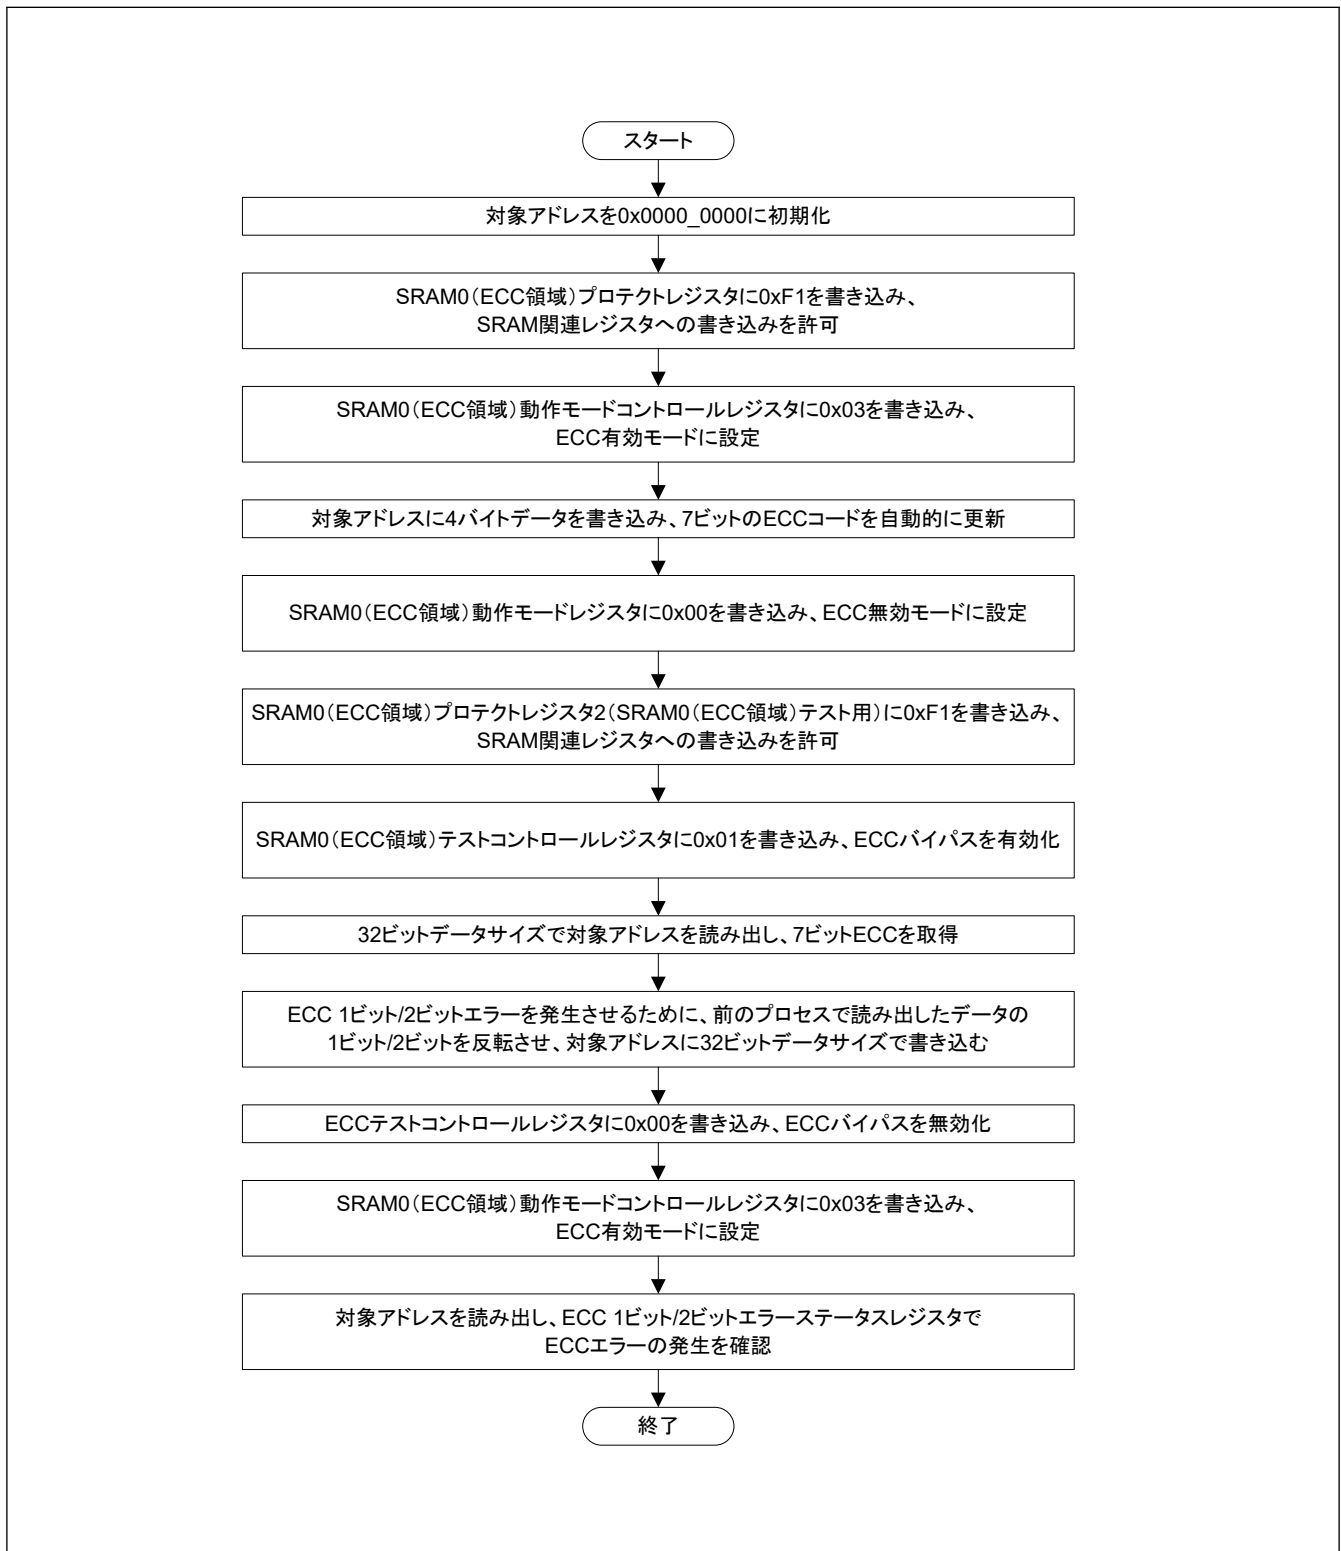 スタート
対象アドレスを0x0000_0000に初期化
SRAM0（ECC領域）プロテクトレジスタに0xF1を書き込み、
SRAM関連レジスタへの書き込みを許可
SRAM0（ECC領域）動作モードコントロールレジスタに0x03を書き込み、
ECC有効モードに設定
対象アドレスに4バイトデータを書き込み、7ビットのECCコードを自動的に更新
SRAM0（ECC領域）動作モードレジスタに0x00を書き込み、ECC無効モードに設定
SRAM0（ECC領域）プロテクトレジスタ2（SRAM0（ECC領域）テスト用）に0xF1を書き込み、
SRAM関連レジスタへの書き込みを許可
SRAM0（ECC領域）テストコントロールレジスタに0x01を書き込み、ECCバイパスを有効化
32ビットデータサイズで対象アドレスを読み出し、7ビットECCを取得
ECC 1ビット/2ビットエラーを発生させるために、前のプロセスで読み出したデータの
1ビット/2ビットを反転させ、対象アドレスに32ビットデータサイズで書き込む
ECCテストコントロールレジスタに0x00を書き込み、ECCバイパスを無効化
SRAM0（ECC領域）動作モードコントロールレジスタに0x03を書き込み、
ECC有効モードに設定
対象アドレスを読み出し、ECC 1ビット/2ビットエラーステータスレジスタで
ECCエラーの発生を確認
終了